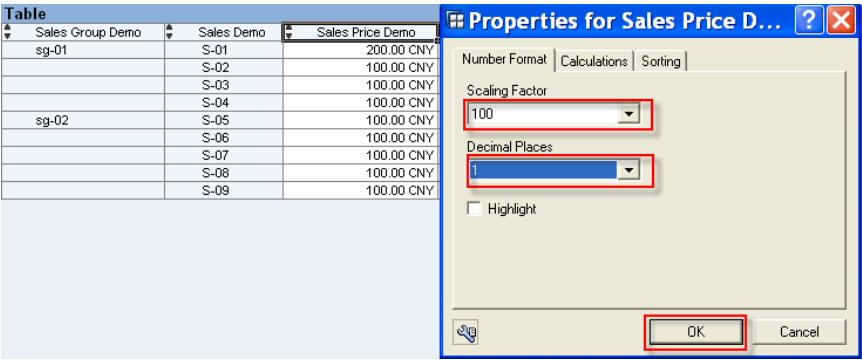 Table
Sales Group Demo Sales Demo Sales Price Demo
sg-01 S-01 200.00 CNY
S-02 100.00 CNY
S-03 100.00 CNY
S-04 100.00 CNY
sg-02 S-05 100.00 CNY
S-06 100.00 CNY
S-07 100.00 CNY
S-08 100.00 CNY
S-09 100.00 CNY
Properties for Sales Price D...
Number Format Calculations Sorting
Scaling Factor
100
Decimal Places
1
Highlight
OK Cancel